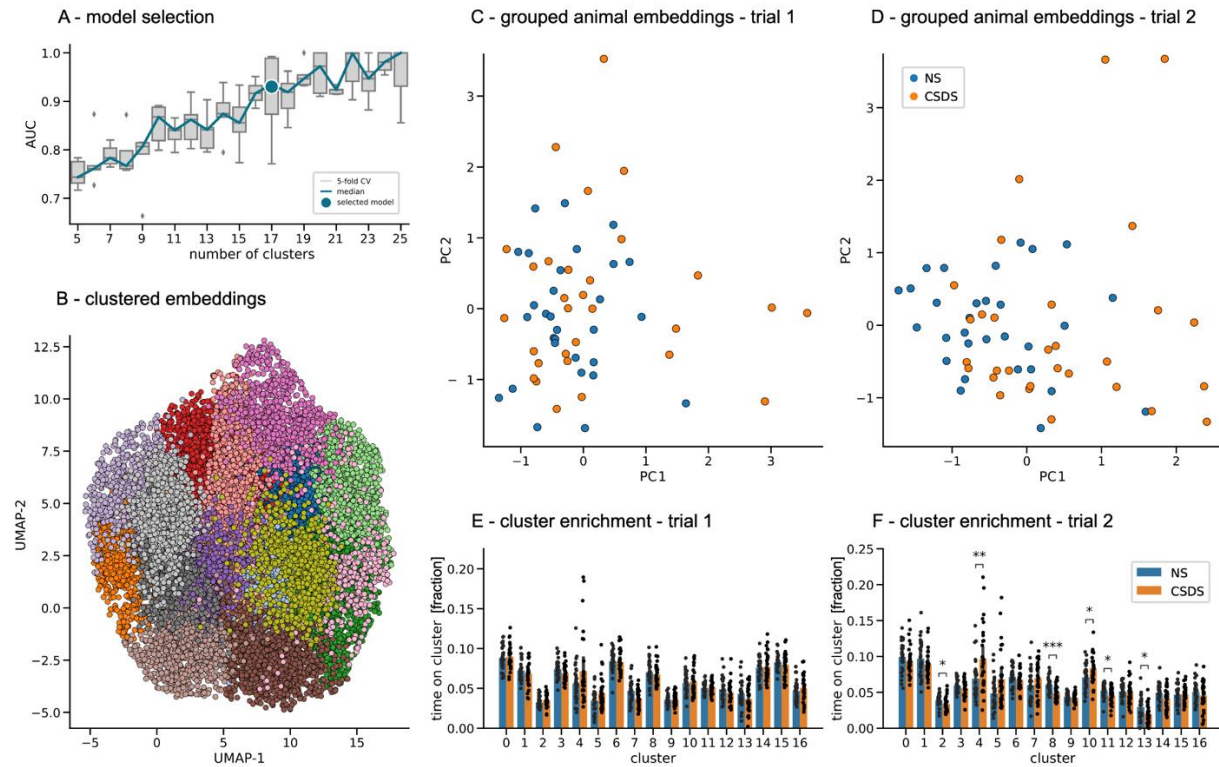 A - model selection
1.0
0.9
0.8
0.7
AUC
5 7 9 11 13 15 17 19 21 23 25
number of clusters
5-fold CV
median
selected model
B - clustered embeddings
12.5
10.0
7.5
5.0
2.5
0.0
−2.5
−5.0
UMAP-2
−5 0 5 10 15
UMAP-1
C - grouped animal embeddings - trial 1
3
2
1
0
− 1
PC2
−1 0 1 2 3
PC1
D - grouped animal embeddings - trial 2
NS
CSDS
3
2
1
0
−1
PC2
−1 0 1 2
PC1
E - cluster enrichment - trial 1
0.20
0.15
0.10
0.05
0.00
time on cluster [fraction]
0 1 2 3 4 5 6 7 8 9 10 11 12 13 14 15 16
cluster
F - cluster enrichment - trial 2
0.25
0.20
0.15
0.10
0.05
0.00
time on cluster [fraction]
**
*
***
*
*
*
NS
CSDS
0 1 2 3 4 5 6 7 8 9 10 11 12 13 14 15 16
cluster